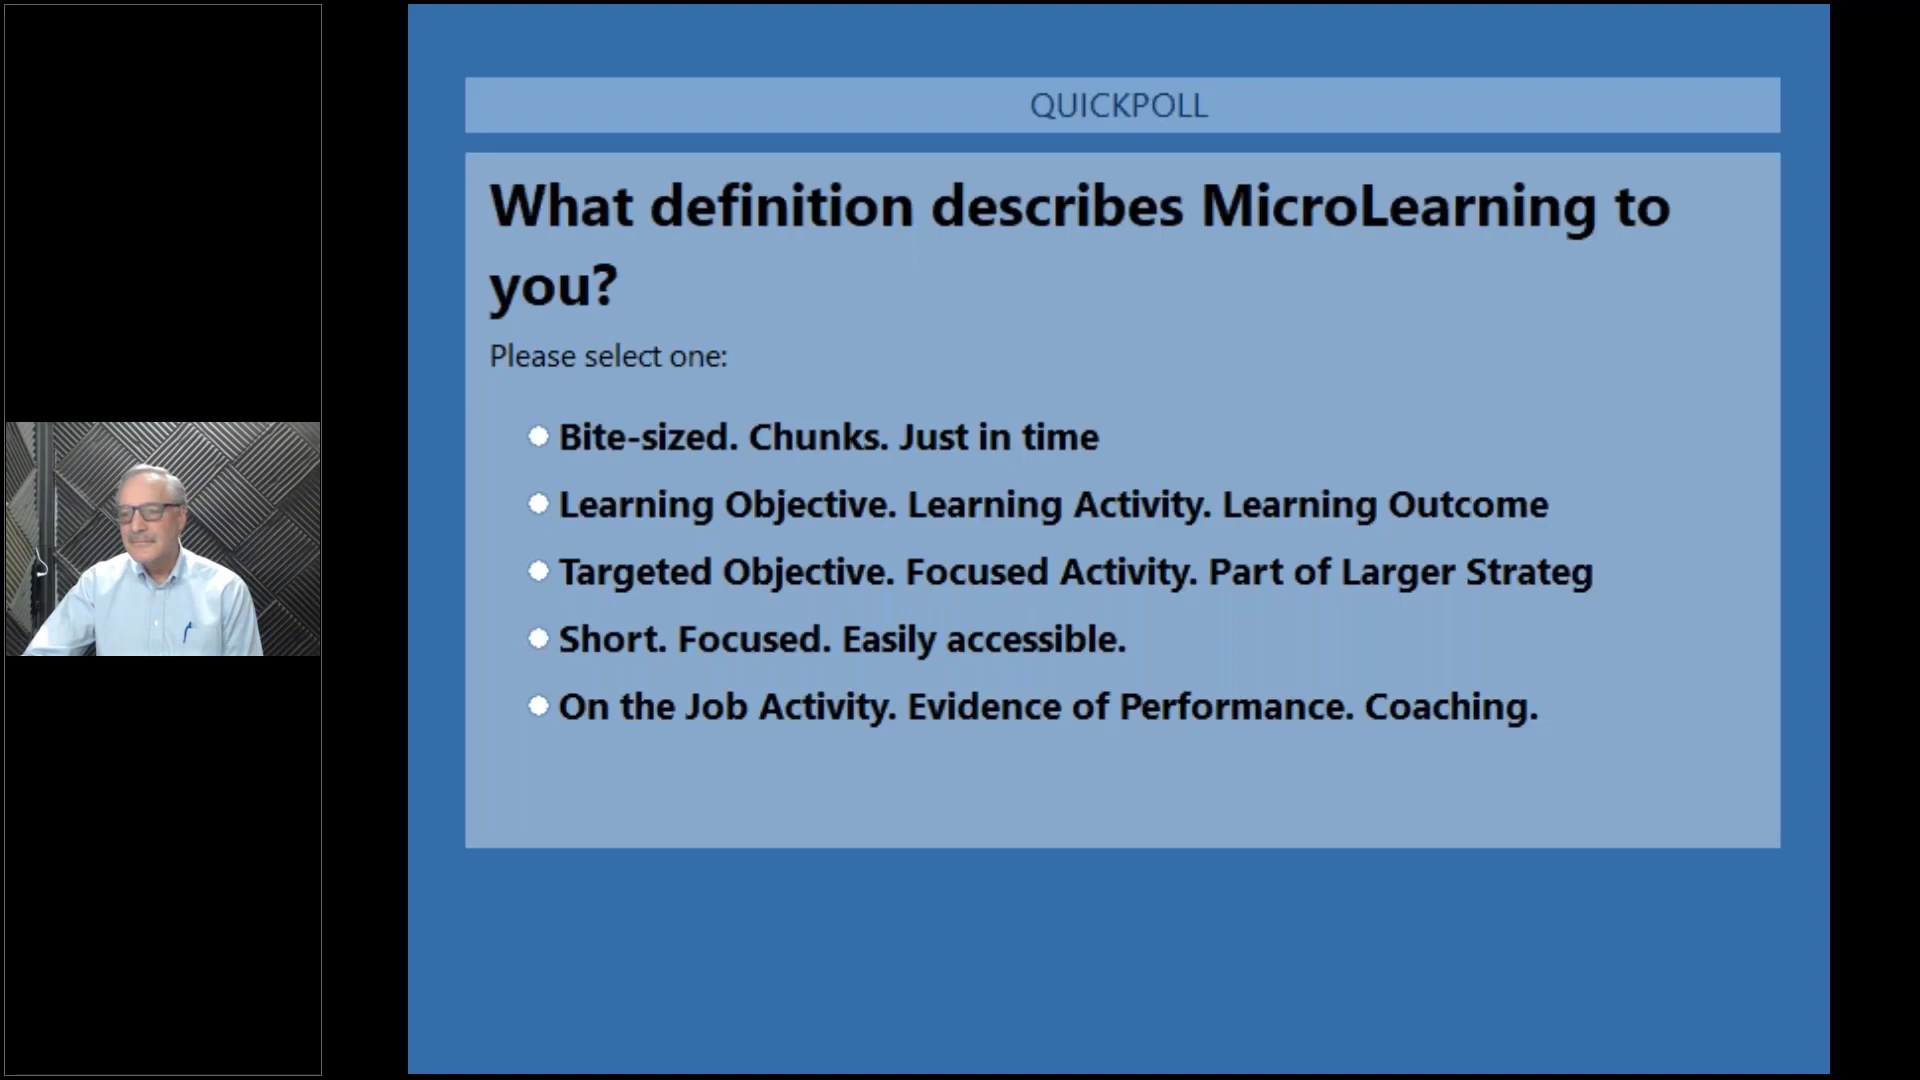 QUICKPOLL
What definition describes MicroLearning to
you?
Please select one:
Bite-sized. Chunks. Just in time
Learning Objective. Learning Activity. Learning Outcome
Targeted Objective. Focused Activity. Part of Larger Strateg
Short. Focused. Easily accessible.
On the Job Activity. Evidence of Performance. Coaching.